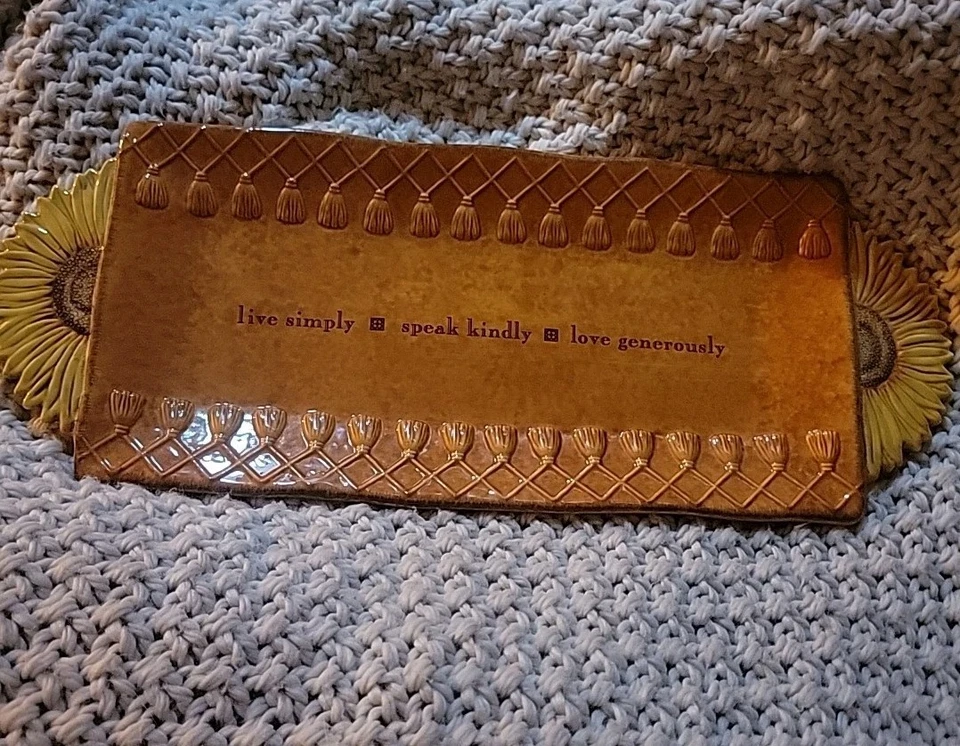 live simply ⊞ speak kindly ⊞ love generously